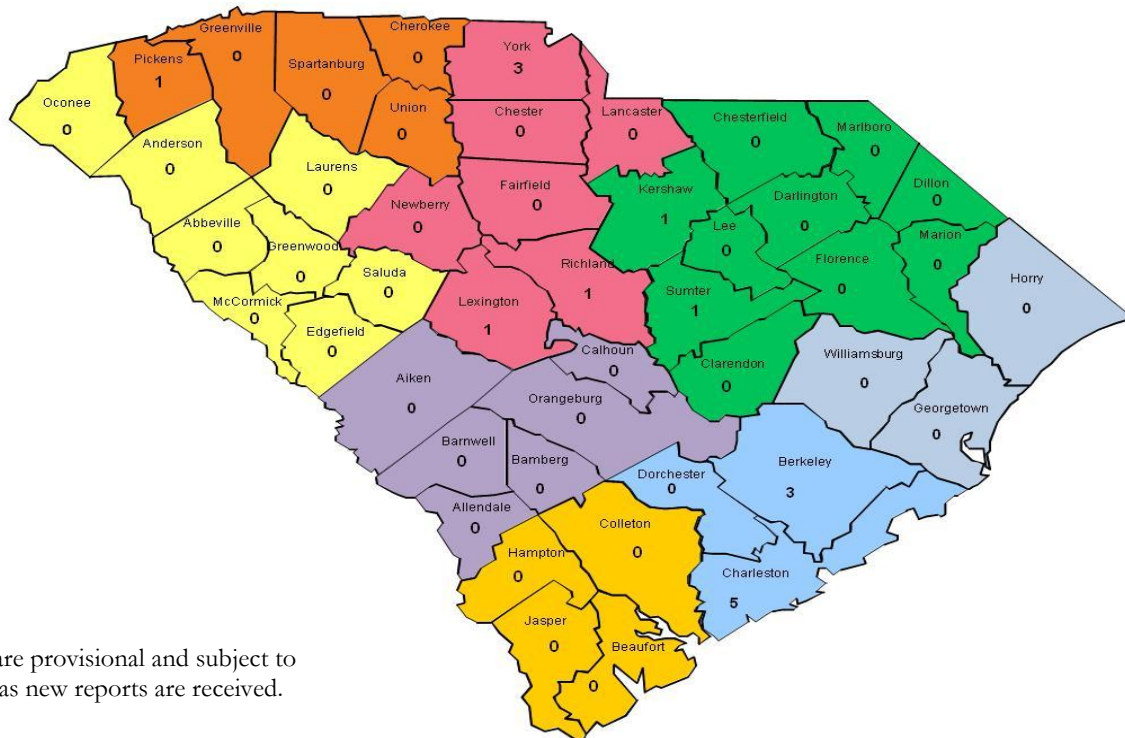 Greenville
0
Cherokee
0
Pickens
1
Spartanburg
0
York
3
Oconee
0
Union
0
Chester
0
Lancaster
0
Chesterfield
0
Marlboro
0
Anderson
0
Laurens
0
Newberry
0
Fairfield
0
Kershaw
1
Darlington
0
Dillon
0
Abbeville
0
Greenwood
0
Lee
0
Marion
0
Saluda
0
Richland
1
Florence
0
Horry
0
McCormick
0
Lexington
1
Sumter
1
Edgefield
0
Calhoun
0
Clarendon
0
Williamsburg
0
Aiken
0
Orangeburg
0
Georgetown
0
Barnwell
0
Bamberg
0
Dorchester
0
Berkeley
3
Allendale
0
Colleton
0
Hampton
0
Charleston
5
Jasper
0
Beaufort
0
are provisional and subject to
as new reports are received.